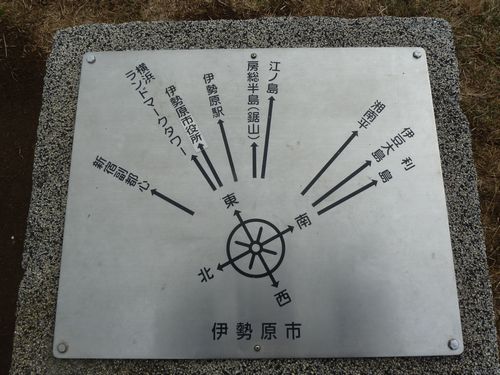 新宿副都心
横浜
ランドマークタワー
伊勢原市役所
伊勢原駅
房総半島(鋸山)
江ノ島
湘南平
伊豆大島
利島
東
南
北
西
伊勢原市